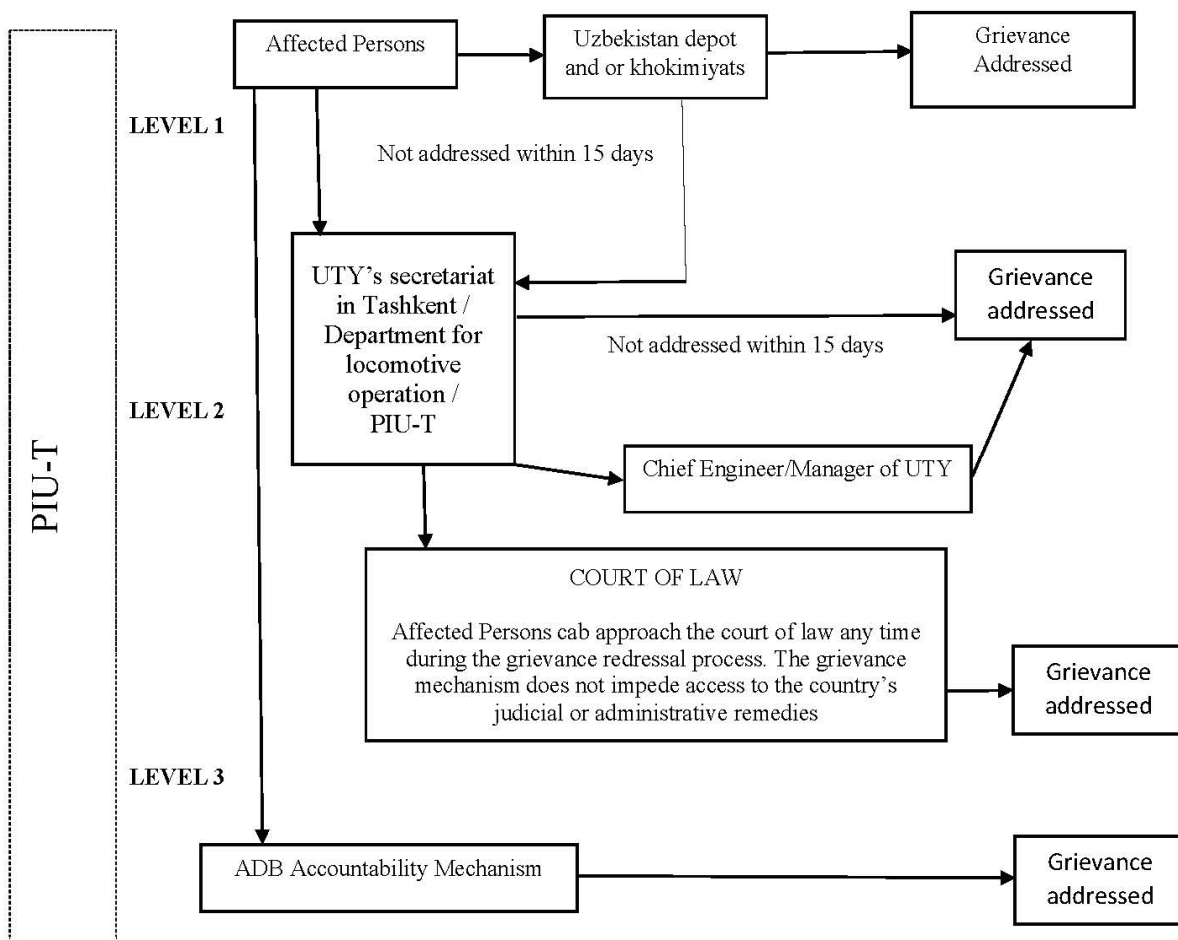 Affected Persons
Uzbekistan depot
and or khokimiyats
Grievance
Addressed
LEVEL 1
Not addressed within 15 days
UTY's secretariat
in Tashkent /
Department for
locomotive
operation /
PIU-T
Grievance
addressed
Not addressed within 15 days
LEVEL 2
PIU-T
Chief Engineer/Manager of UTY
COURT OF LAW
Affected Persons cab approach the court of law any time
during the grievance redressal process. The grievance
mechanism does not impede access to the country's
judicial or administrative remedies
Grievance
addressed
LEVEL 3
ADB Accountability Mechanism
Grievance
addressed